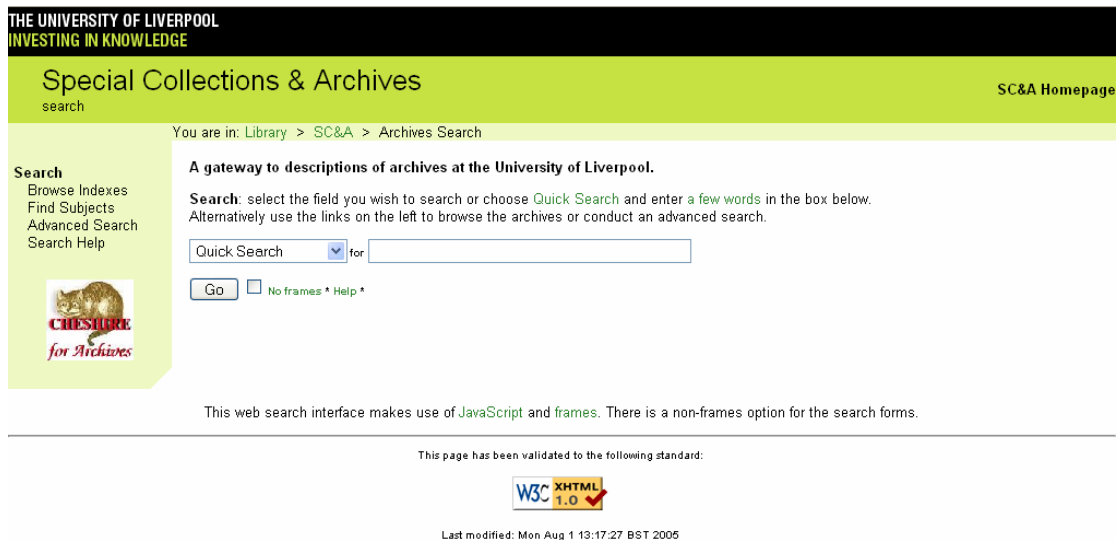 THE UNIVERSITY OF LIVERPOOL
INVESTING IN KNOWLEDGE
Special Collections & Archives
search
SC&A Homepage
You are in: Library > SC&A > Archives Search
Search
Browse Indexes
Find Subjects
Advanced Search
Search Help
CHESHIRE
for Archives
A gateway to descriptions of archives at the University of Liverpool.
Search: select the field you wish to search or choose Quick Search and enter a few words in the box below.
Alternatively use the links on the left to browse the archives or conduct an advanced search.
Quick Search for
Go No frames * Help *
This web search interface makes use of JavaScript and frames. There is a non-frames option for the search forms.
This page has been validated to the following standard:
W3C XHTML
1.0
Last modified: Mon Aug 1 13:17:27 BST 2005